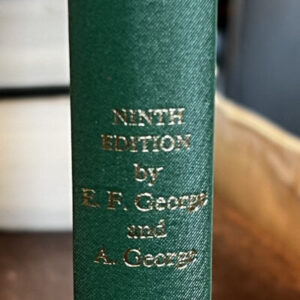 NINTH
EDITION
by
E. F. George
and
A. George